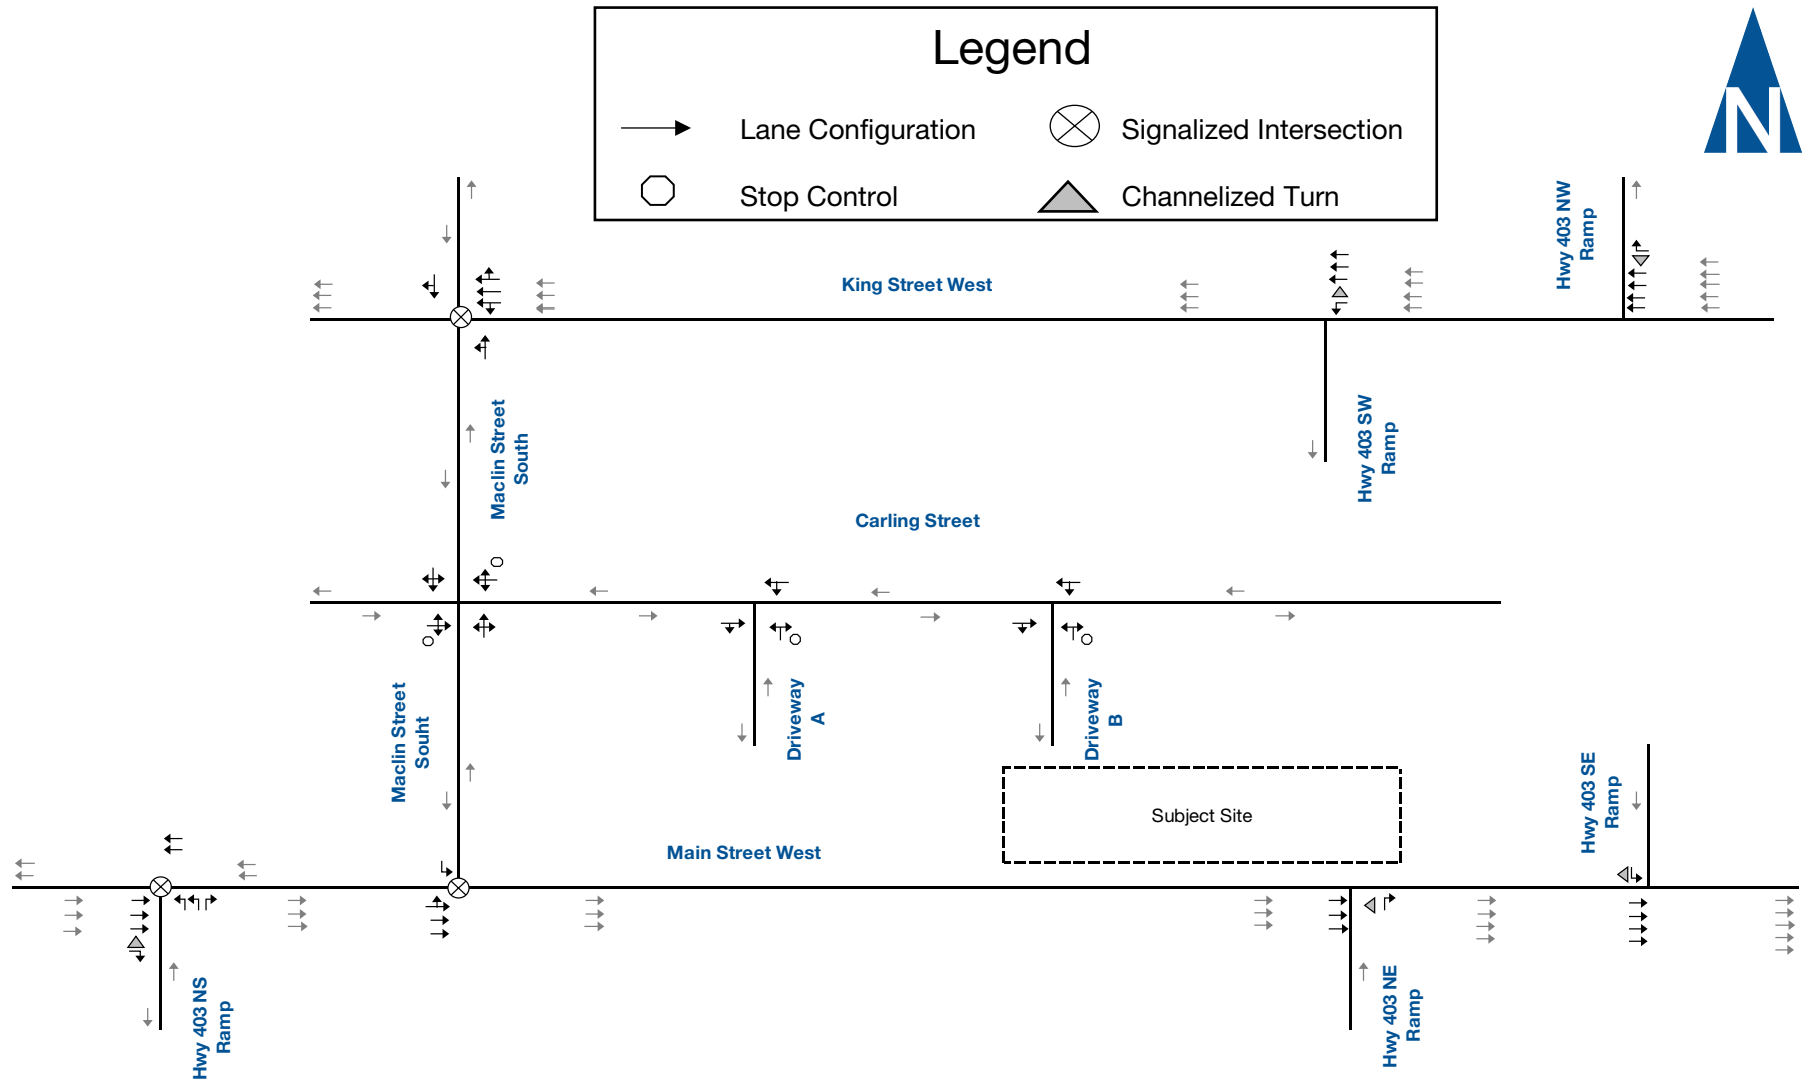 Legend
Lane Configuration
Signalized Intersection
Stop Control
Channelized Turn
N
Hwy 403 NW
Ramp
King Street West
Maclin Street
South
Hwy 403 SW
Ramp
Carling Street
Maclin Street
Souht
Driveway
A
Driveway
B
Hwy 403 SE
Ramp
Subject Site
Main Street West
Hwy 403 NS
Ramp
Hwy 403 NE
Ramp